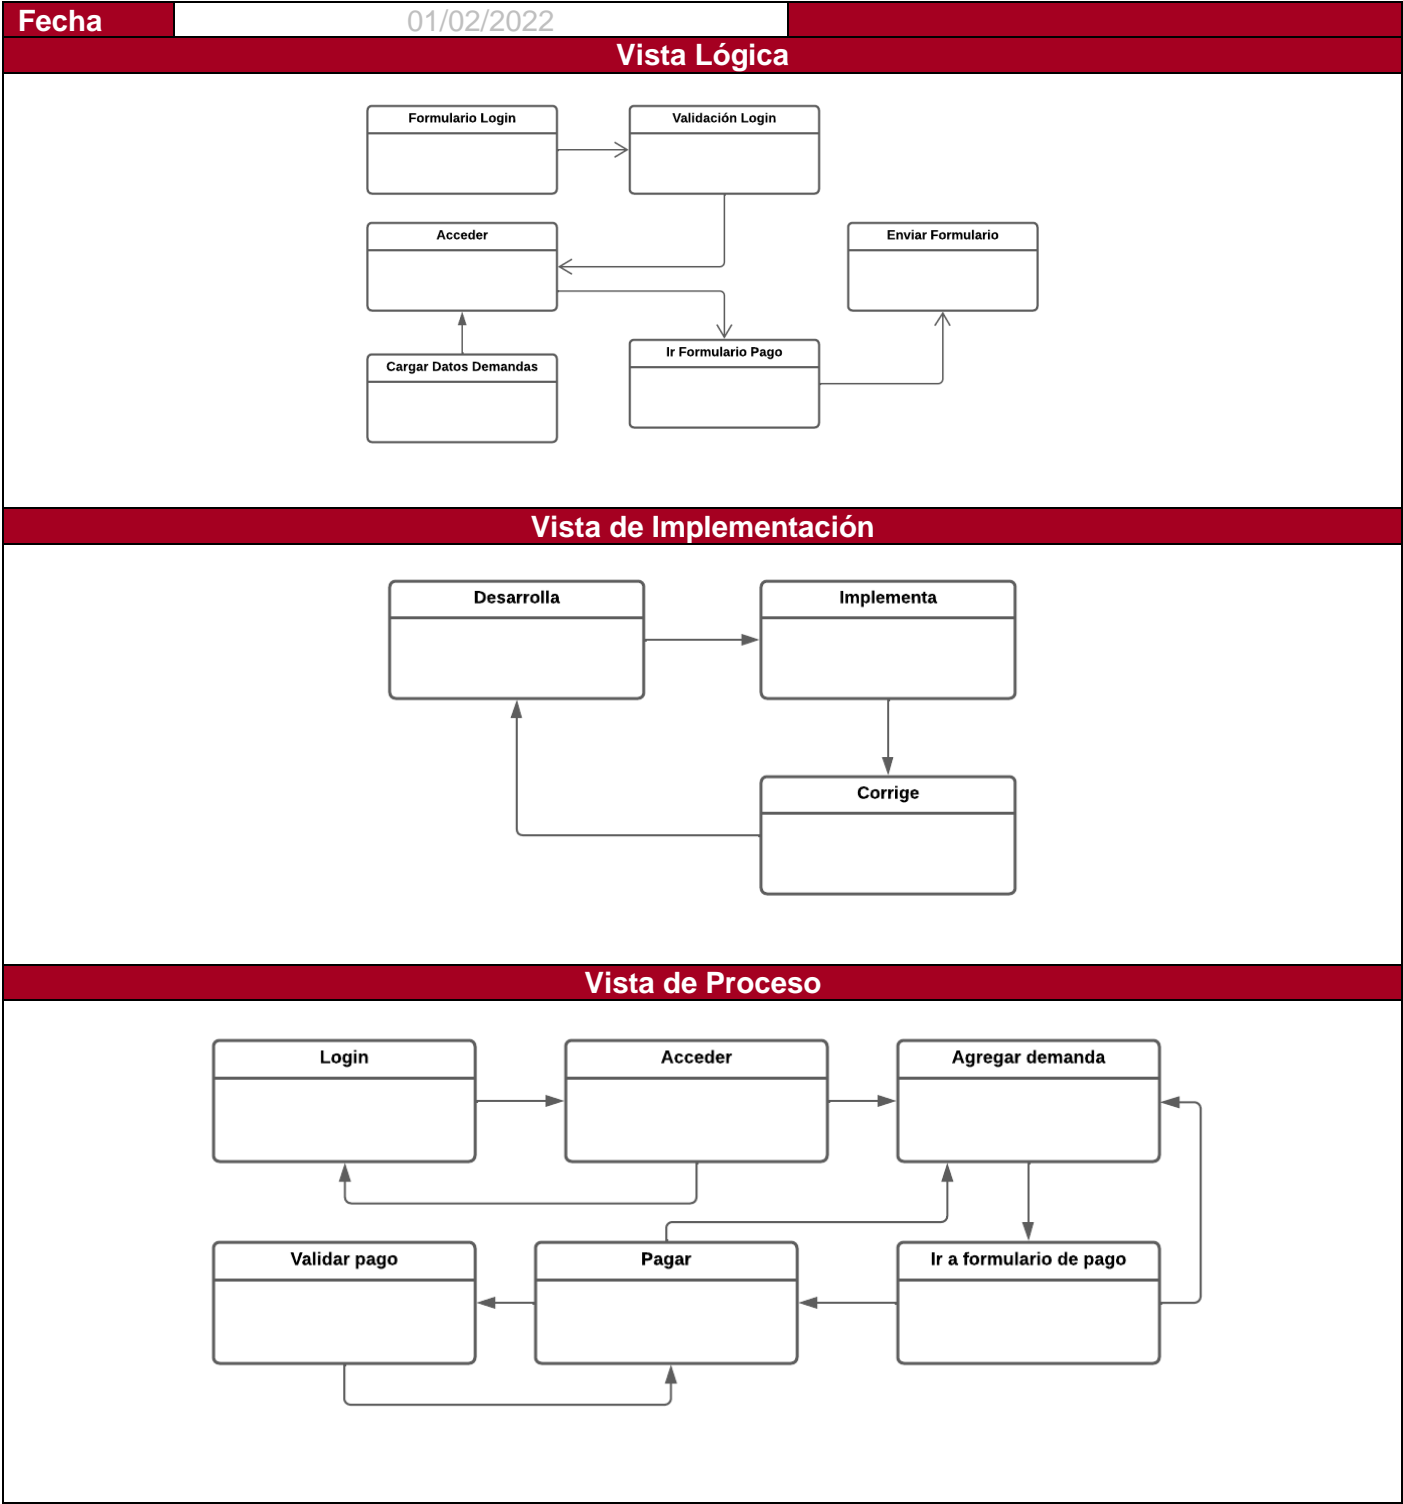 Fecha 01/02/2022
Vista Lógica
Formulario Login
Validación Login
Acceder
Enviar Formulario
Ir Formulario Pago
Cargar Datos Demandas
Vista de Implementación
Desarrolla
Implementa
Corrige
Vista de Proceso
Login
Acceder
Agregar demanda
Validar pago
Pagar
Ir a formulario de pago